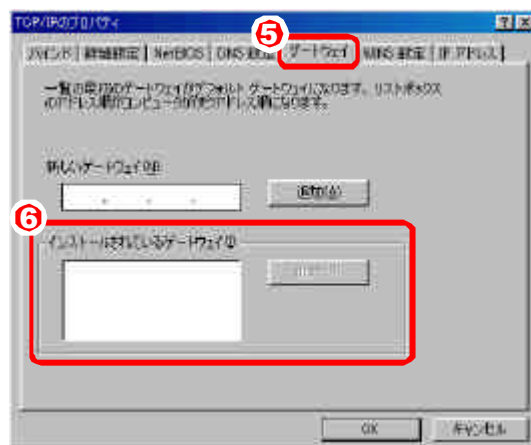 TCP/IPのプロパティ
バインド 詳細設定 NetBIOS DNS 設定 ゲートウェイ WINS 設定 IP アドレス
⑤
一覧の最初のゲートウェイがデフォルト ゲートウェイになります。リストボックス
のアドレス順がコンピュータが使うアドレス順になります。
新しいゲートウェイ(N)
追加(A)
⑥
インストールされているゲートウェイ(I)
OK キャンセル